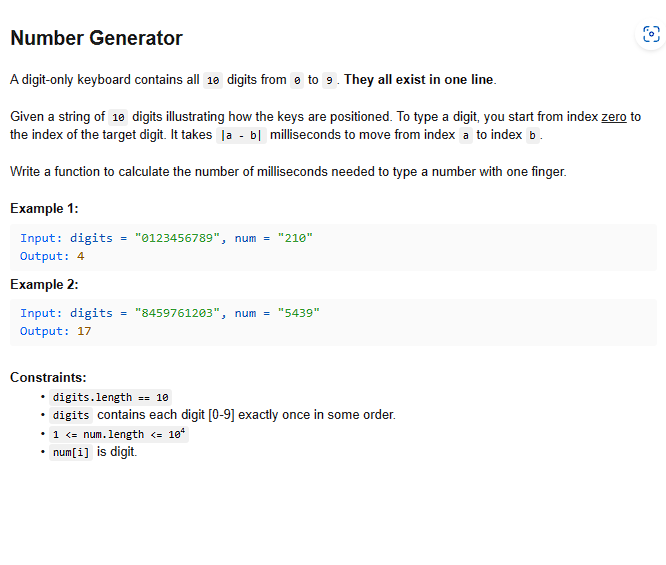 Number Generator
A digit-only keyboard contains all 10 digits from 0 to 9 . They all exist in one line.
Given a string of 10 digits illustrating how the keys are positioned. To type a digit, you start from index zero to
the index of the target digit. It takes |a - b| milliseconds to move from index a to index b .
Write a function to calculate the number of milliseconds needed to type a number with one finger.
Example 1:
Input: digits = "0123456789", num = "210"
Output: 4
Example 2:
Input: digits = "8459761203", num = "5439"
Output: 17
Constraints:
• digits.length == 10
• digits contains each digit [0-9] exactly once in some order.
• 1 <= num.length <= 10⁴
• num[i] is digit.